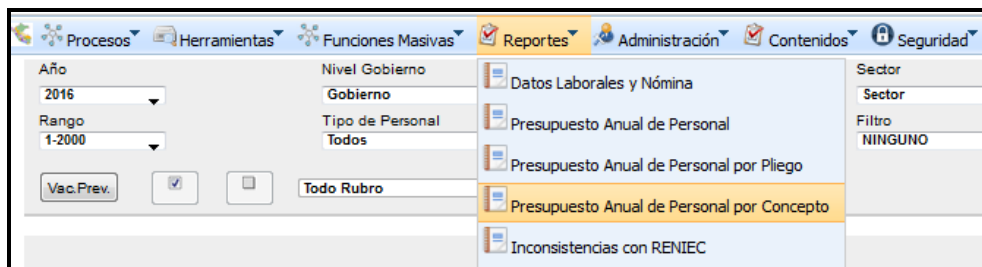 Procesos Herramientas Funciones Masivas Reportes Administración Contenidos Seguridad
Año Nivel Gobierno Sector
2016 Gobierno Sector
Rango Tipo de Personal Filtro
1-2000 Todos NINGUNO
Vac.Prev. Todo Rubro
Datos Laborales y Nómina
Presupuesto Anual de Personal
Presupuesto Anual de Personal por Pliego
Presupuesto Anual de Personal por Concepto
Inconsistencias con RENIEC